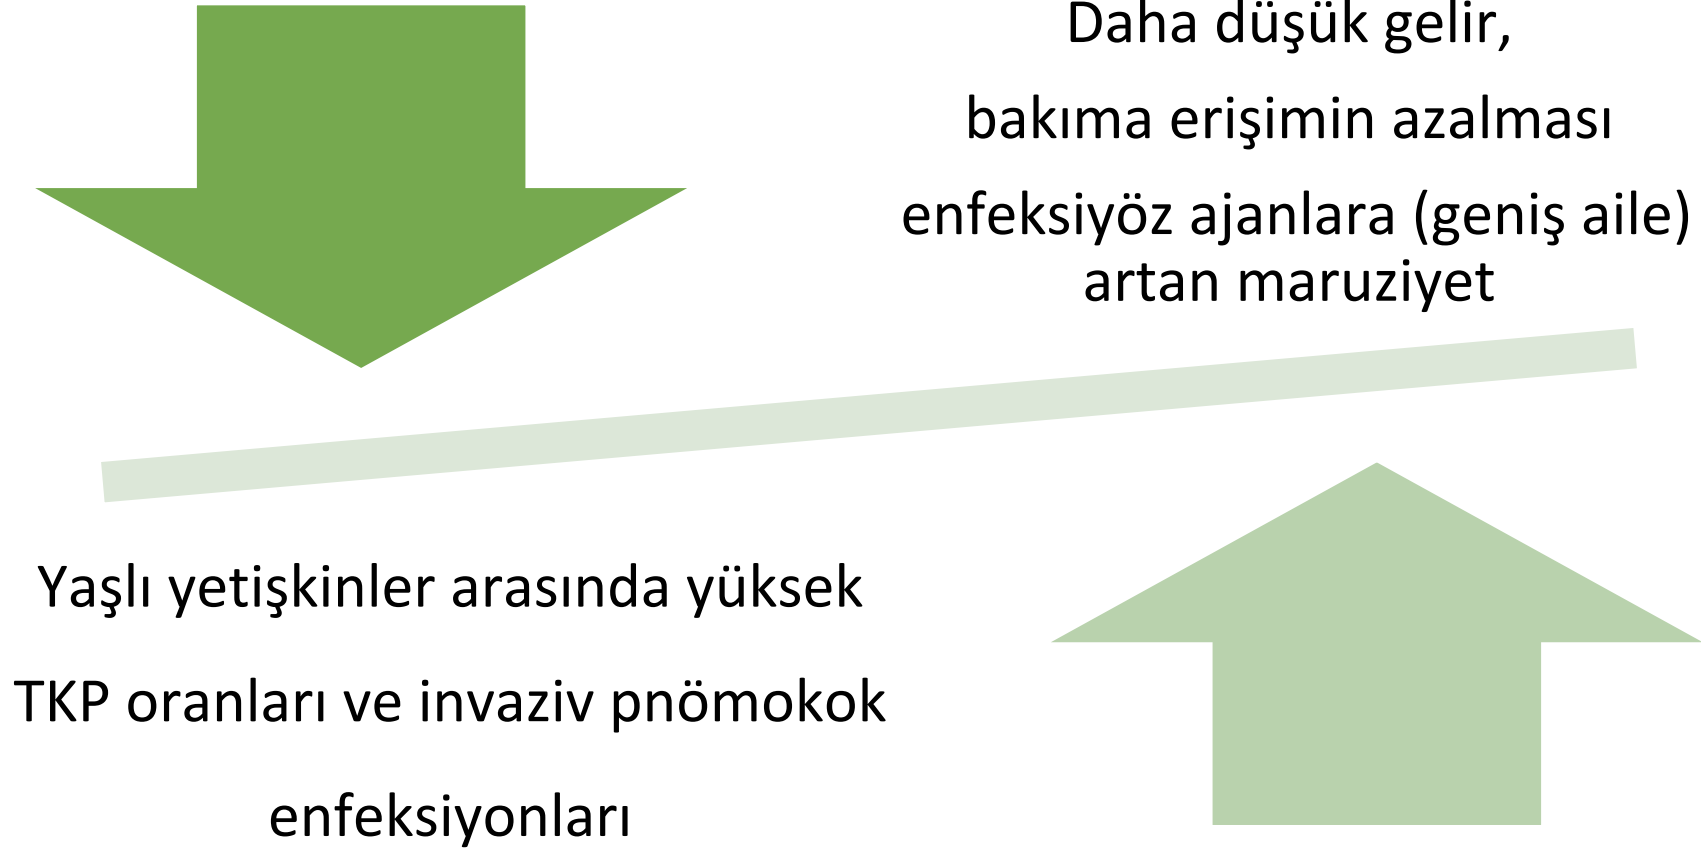 Daha düşük gelir,
bakıma erişimin azalması
enfeksiyöz ajanlara (geniş aile)
artan maruziyet
Yaşlı yetişkinler arasında yüksek
TKP oranları ve invaziv pnömokok
enfeksiyonları